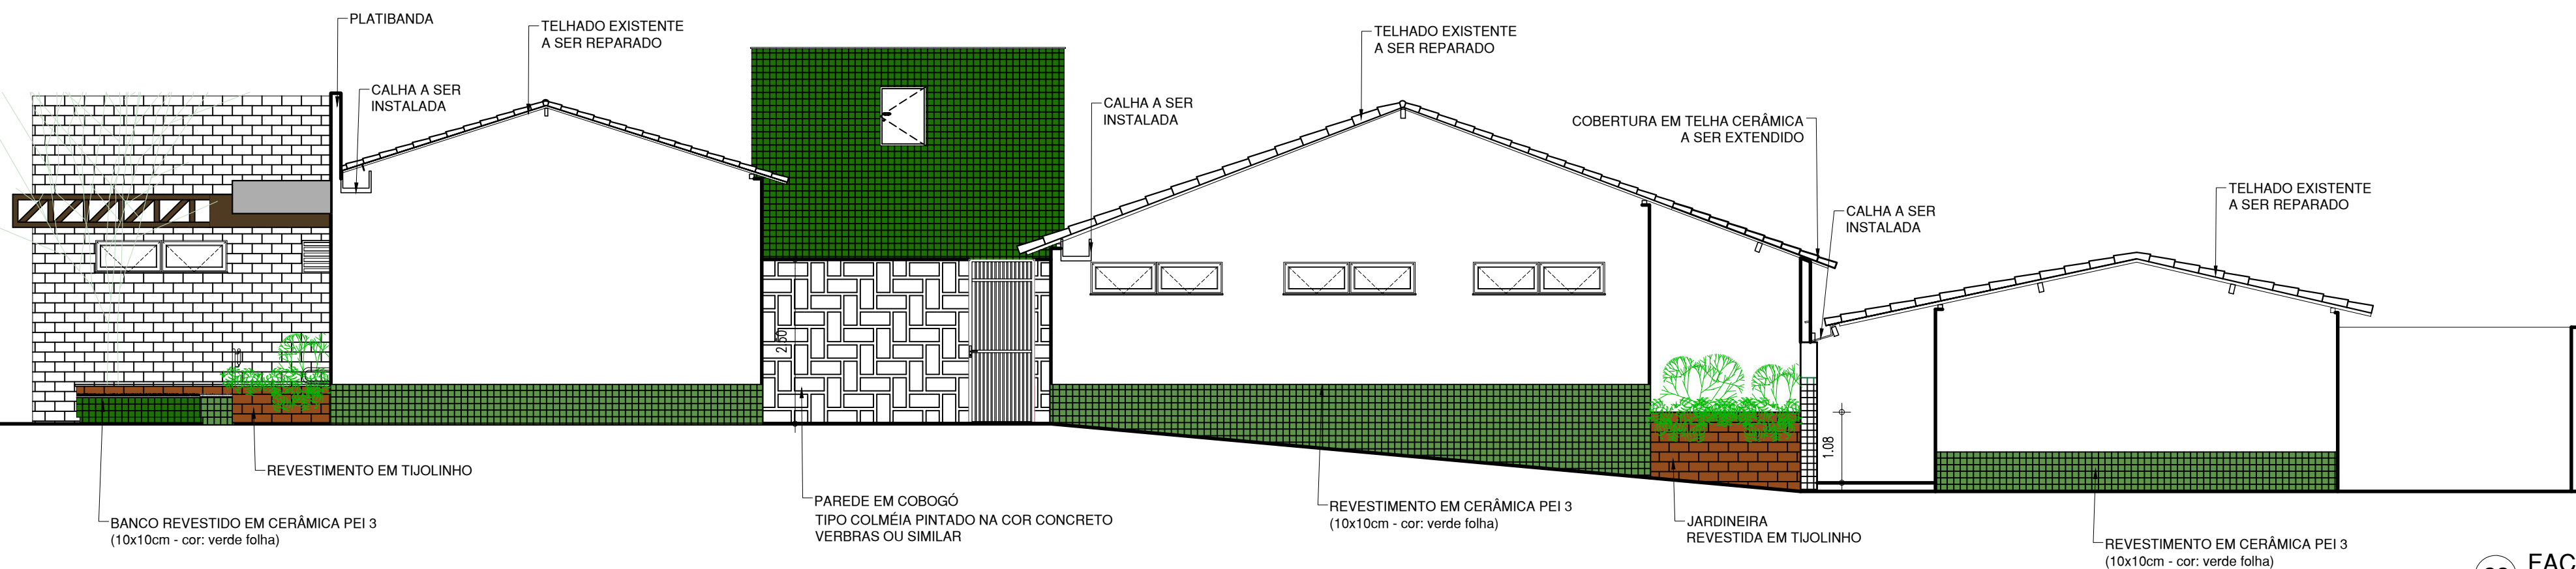 PLATIBANDA
TELHADO EXISTENTE
A SER REPARADO
CALHA A SER
INSTALADA
TELHADO EXISTENTE
A SER REPARADO
CALHA A SER
INSTALADA
COBERTURA EM TELHA CERÂMICA
A SER EXTENDIDO
CALHA A SER
INSTALADA
TELHADO EXISTENTE
A SER REPARADO
1.08
REVESTIMENTO EM TIJOLINHO
BANCO REVESTIDO EM CERÂMICA PEI 3
(10x10cm - cor: verde folha)
PAREDE EM COBOGÓ
TIPO COLMÉIA PINTADO NA COR CONCRETO
VERBRAS OU SIMILAR
REVESTIMENTO EM CERÂMICA PEI 3
(10x10cm - cor: verde folha)
JARDINEIRA
REVESTIDA EM TIJOLINHO
REVESTIMENTO EM CERÂMICA PEI 3
(10x10cm - cor: verde folha)